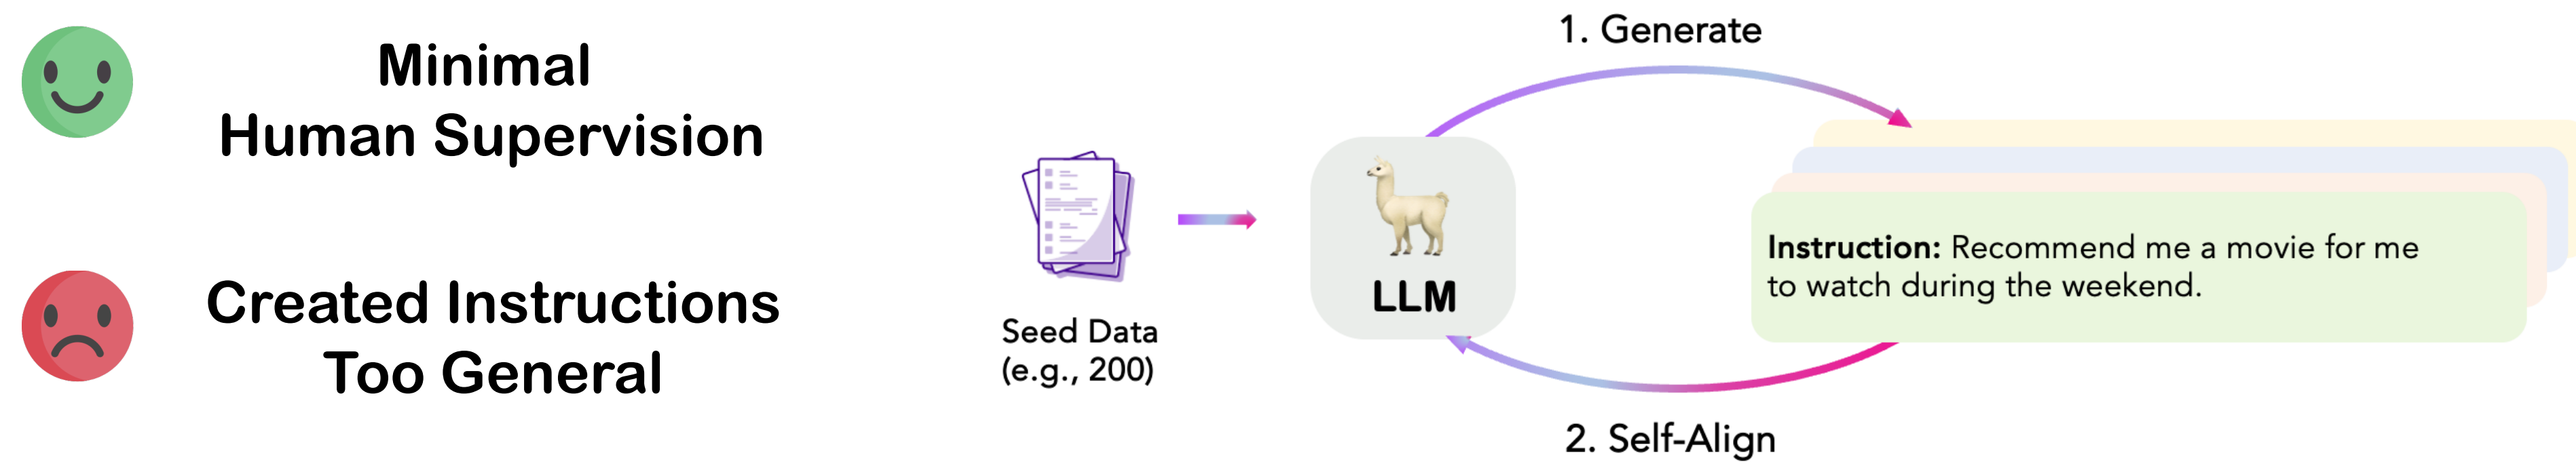 Minimal
Human Supervision
Created Instructions
Too General
Seed Data
(e.g., 200)
LLM
1. Generate
Instruction: Recommend me a movie for me
to watch during the weekend.
2. Self-Align